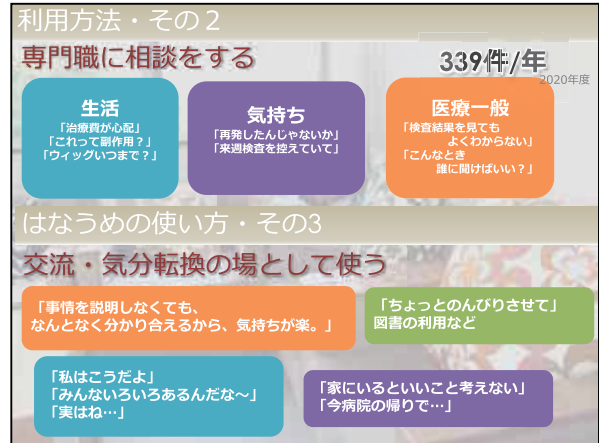 利用方法・その２
専門職に相談をする
339件/年
2020年度
生活
「治療費が心配」
「これって副作用？」
「ウィッグいつまで？」
気持ち
「再発したんじゃないか」
「来週検査を控えていて」
医療一般
「検査結果を見ても
よくわからない」
「こんなとき
誰に聞けばいい？」
はなうめの使い方・その3
交流・気分転換の場として使う
「事情を説明しなくても、
なんとなく分かり合えるから、気持ちが楽。」
「ちょっとのんびりさせて」
図書の利用など
「私はこうだよ」
「みんないろいろあるんだな～」
「実はね…」
「家にいるといいこと考えない」
「今病院の帰りで…」